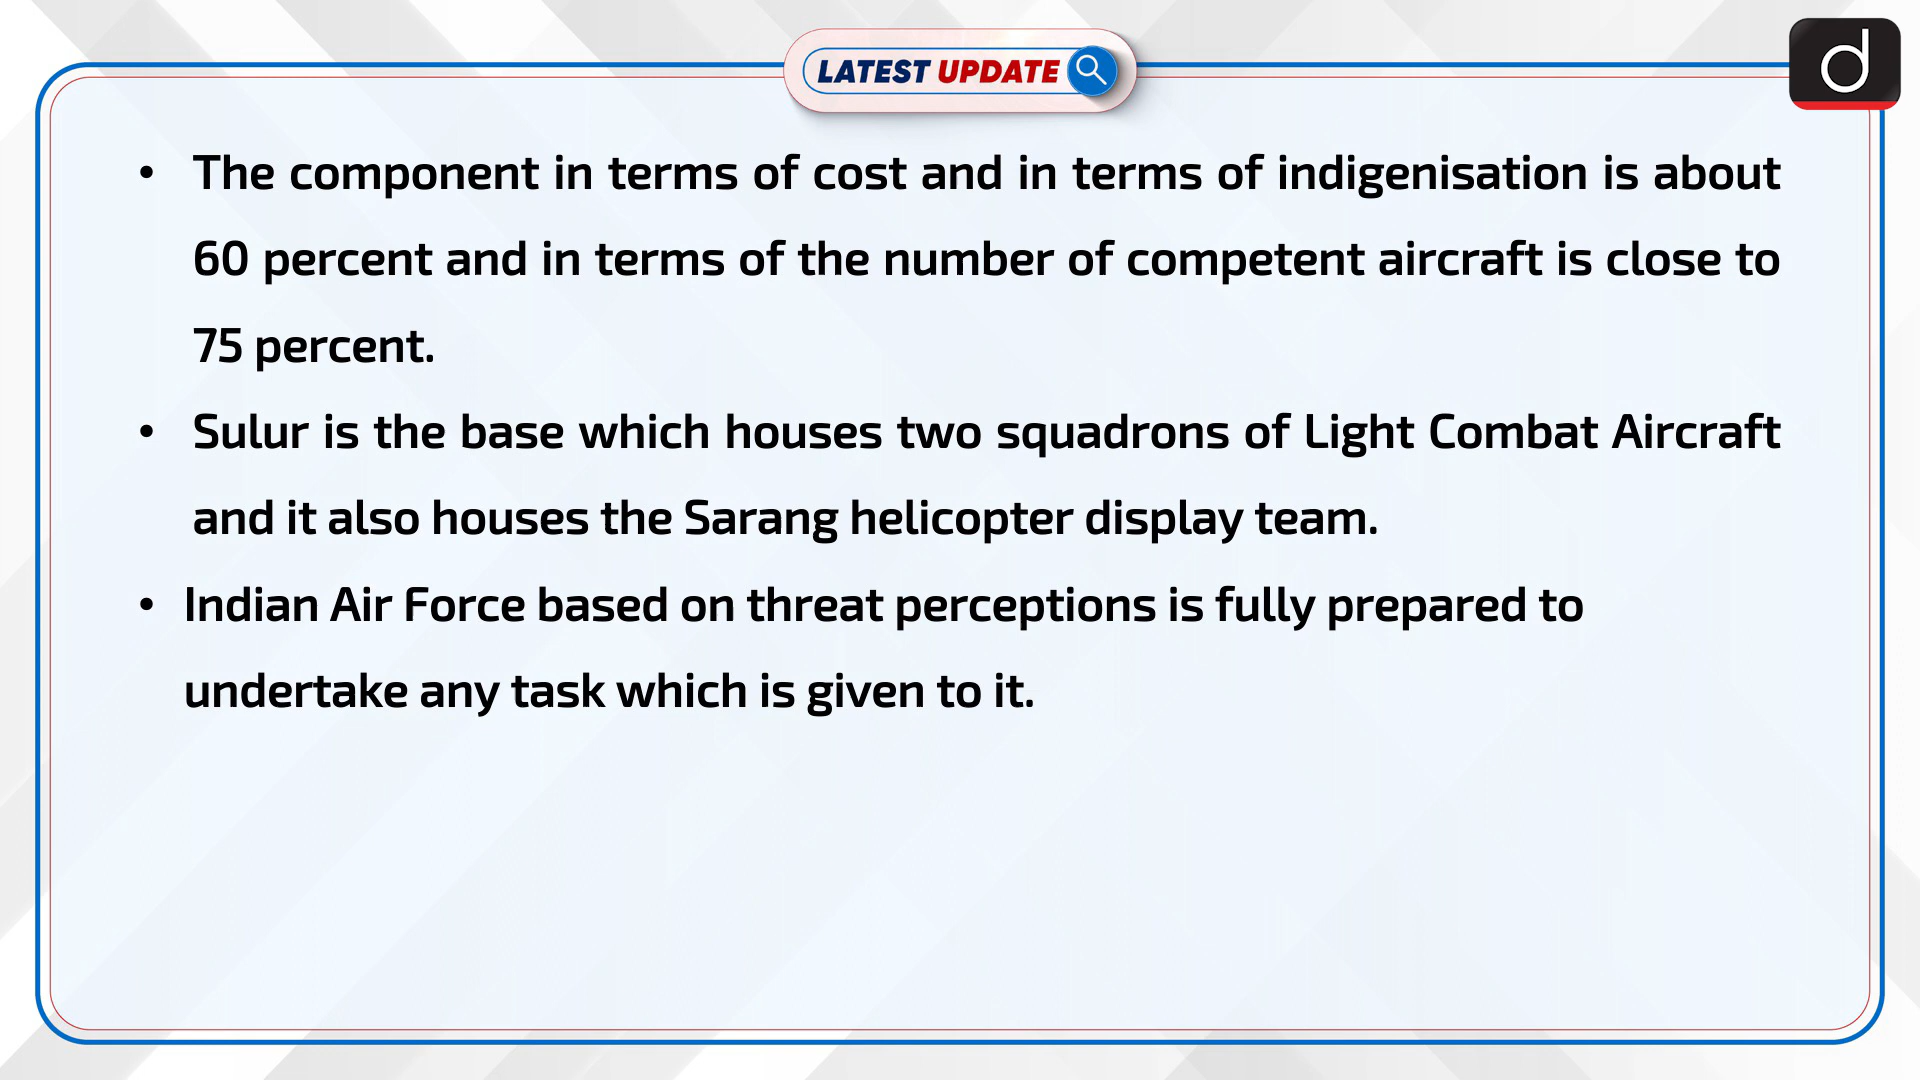 LATEST UPDATE
d
• The component in terms of cost and in terms of indigenisation is about
60 percent and in terms of the number of competent aircraft is close to
75 percent.
• Sulur is the base which houses two squadrons of Light Combat Aircraft
and it also houses the Sarang helicopter display team.
• Indian Air Force based on threat perceptions is fully prepared to
undertake any task which is given to it.